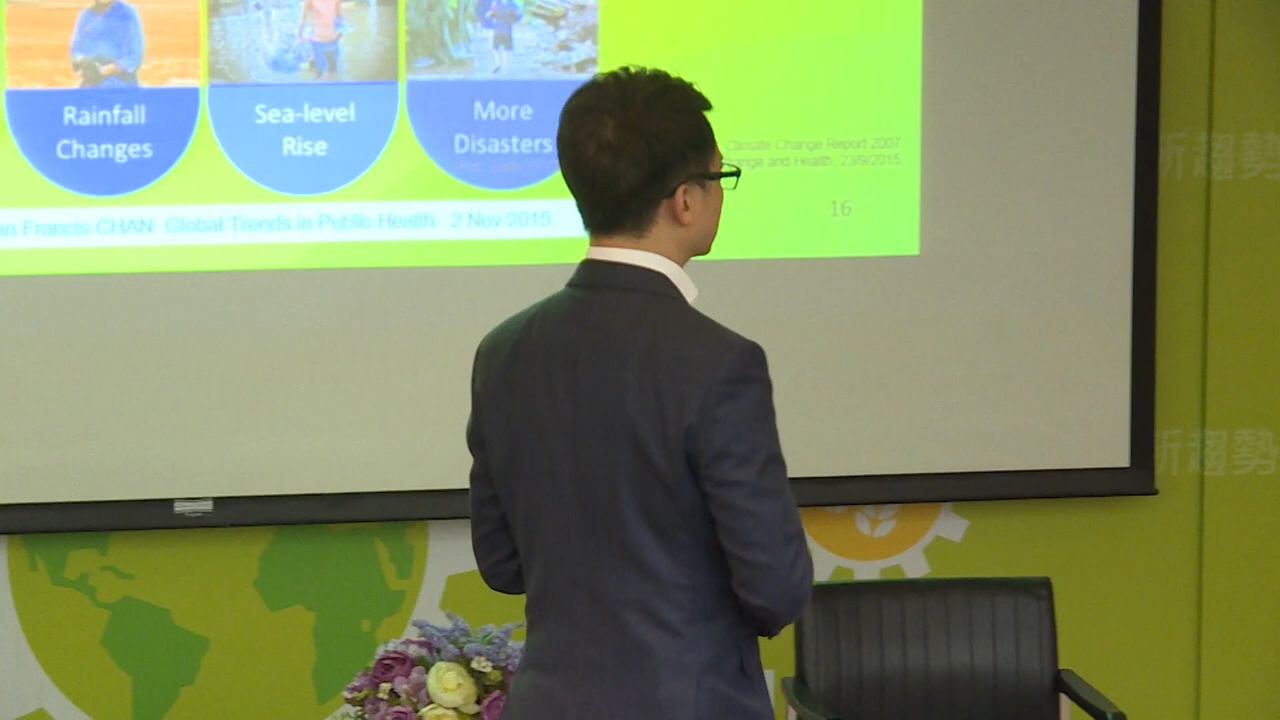 Rainfall
Changes
Sea-level
Rise
More
Disasters
Climate Change Report 2007
and Health 23/9/2015
an Francis CHAN: Global Trends in Public Health 2 Nov 2015
16
新趨勢
新趨勢